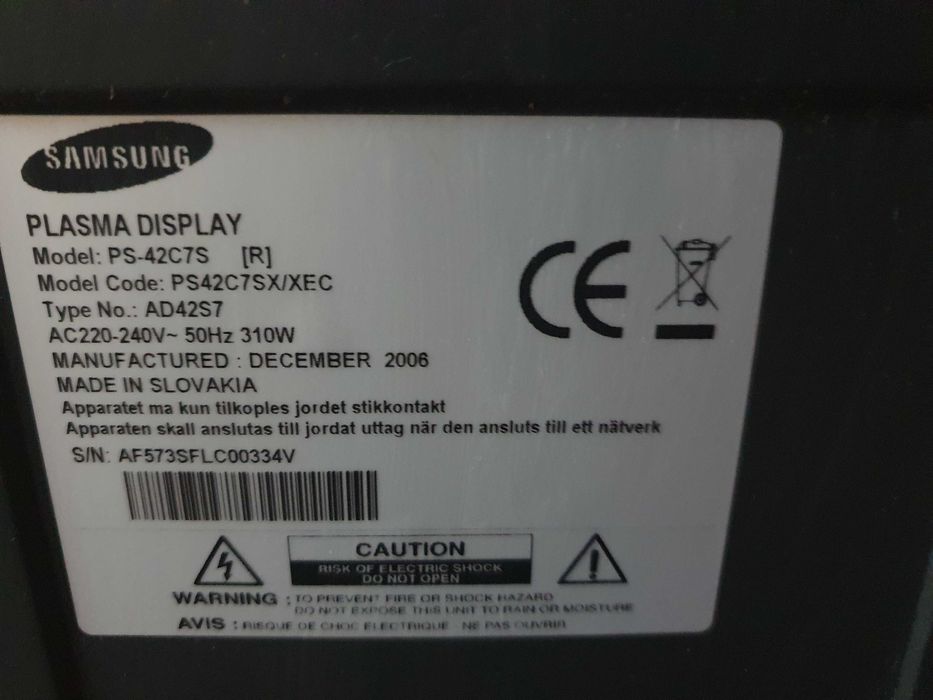 SAMSUNG
PLASMA DISPLAY
Model: PS-42C7S [R]
Model Code: PS42C7SX/XEC
Type No.: AD42S7
AC220-240V~ 50Hz 310W
MANUFACTURED : DECEMBER 2006
MADE IN SLOVAKIA
Apparatet ma kun tilkoples jordet stikkontakt
Apparaten skall anslutas till jordat uttag när den ansluts till ett nätverk
S/N: AF573SFLC00334V
CE
CAUTION
RISK OF ELECTRIC SHOCK
DO NOT OPEN
WARNING : TO PREVENT FIRE OR SHOCK HAZARD
DO NOT EXPOSE THIS UNIT TO RAIN OR MOISTURE
AVIS : RISQUE DE CHOC ELECTRIQUE - NE PAS OUVRIR